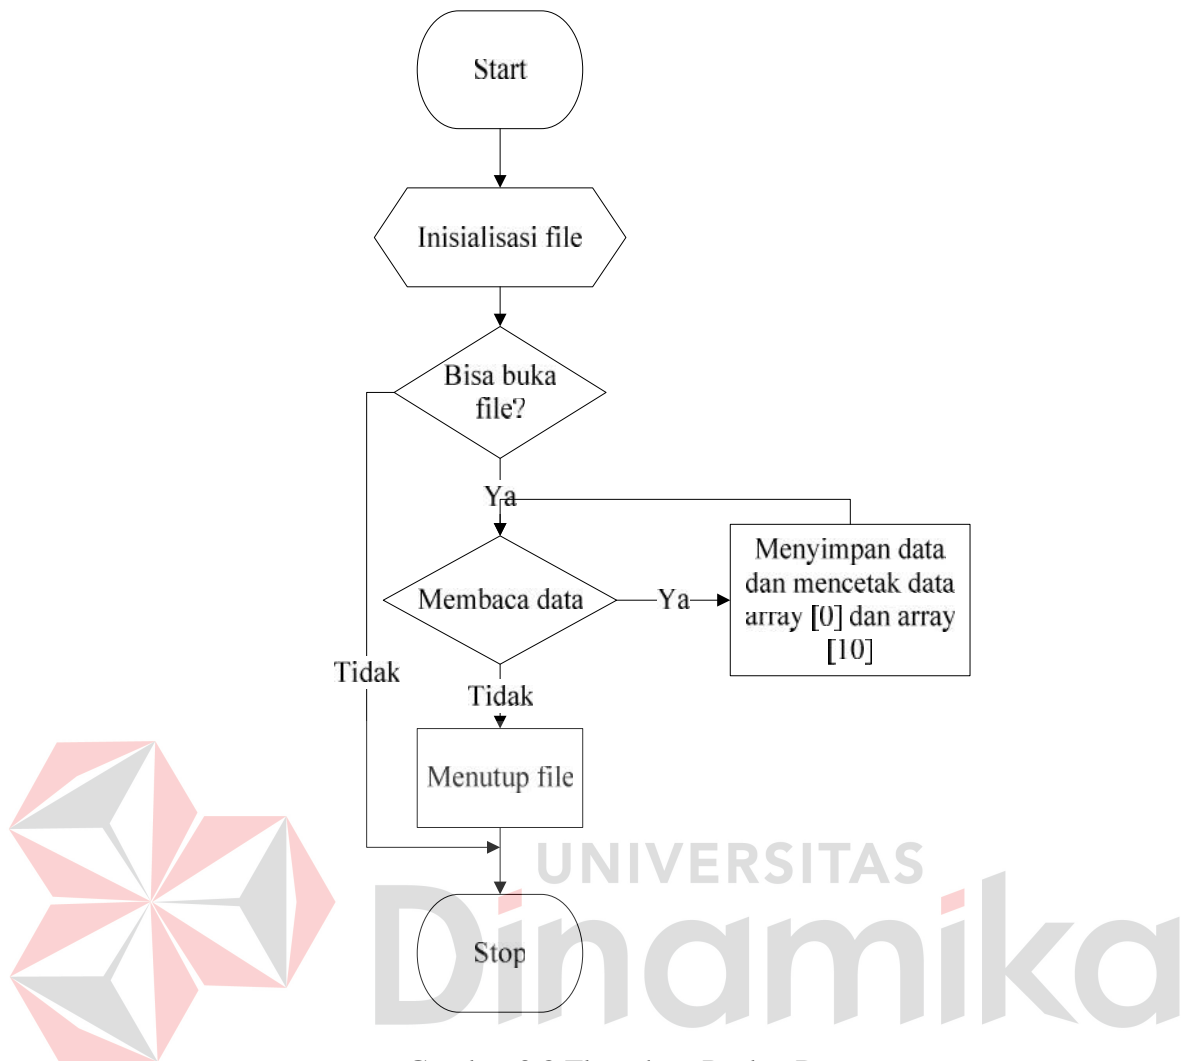 Start
Inisialisasi file
Bisa buka
file?
Ya
Membaca data
Ya
Menyimpan data
dan mencetak data
array [0] dan array
[10]
Tidak
Tidak
Menutup file
Stop
UNIVERSITAS
Dinamika